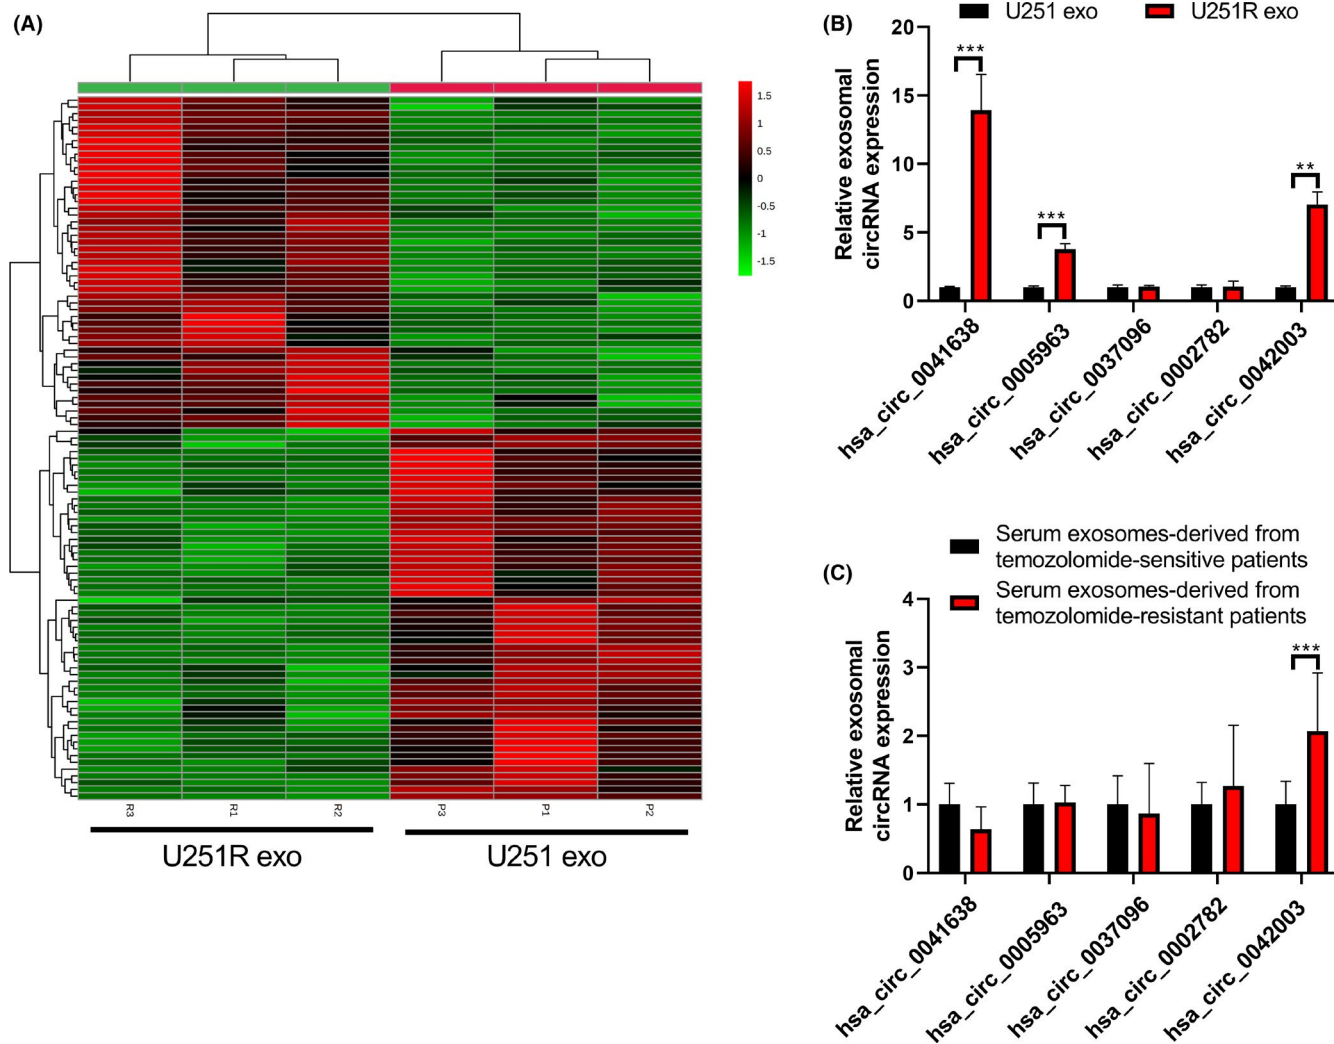 (A)
1.5
1
0.5
0
-0.5
-1
-1.5
R3
R1
R2
P3
P1
P2
U251R exo
U251 exo
(B)
U251 exo
U251R exo
Relative exosomal
circRNA expression
20
15
10
5
0
***
***
**
hsa_circ_0041638
hsa_circ_0005963
hsa_circ_0037096
hsa_circ_0002782
hsa_circ_0042003
(C)
Serum exosomes-derived from
temozolomide-sensitive patients
Serum exosomes-derived from
temozolomide-resistant patients
Relative exosomal
circRNA expression
4
3
2
1
0
***
hsa_circ_0041638
hsa_circ_0005963
hsa_circ_0037096
hsa_circ_0002782
hsa_circ_0042003